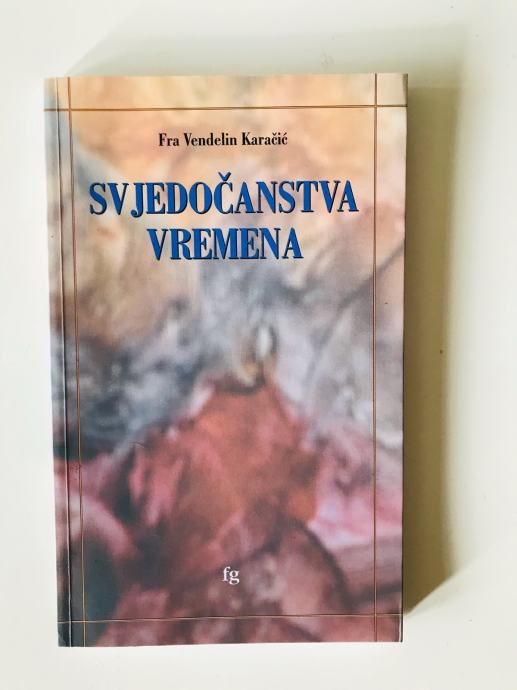 Fra Vendelin Karačić
SVJEDOČANSTVA
VREMENA
fg